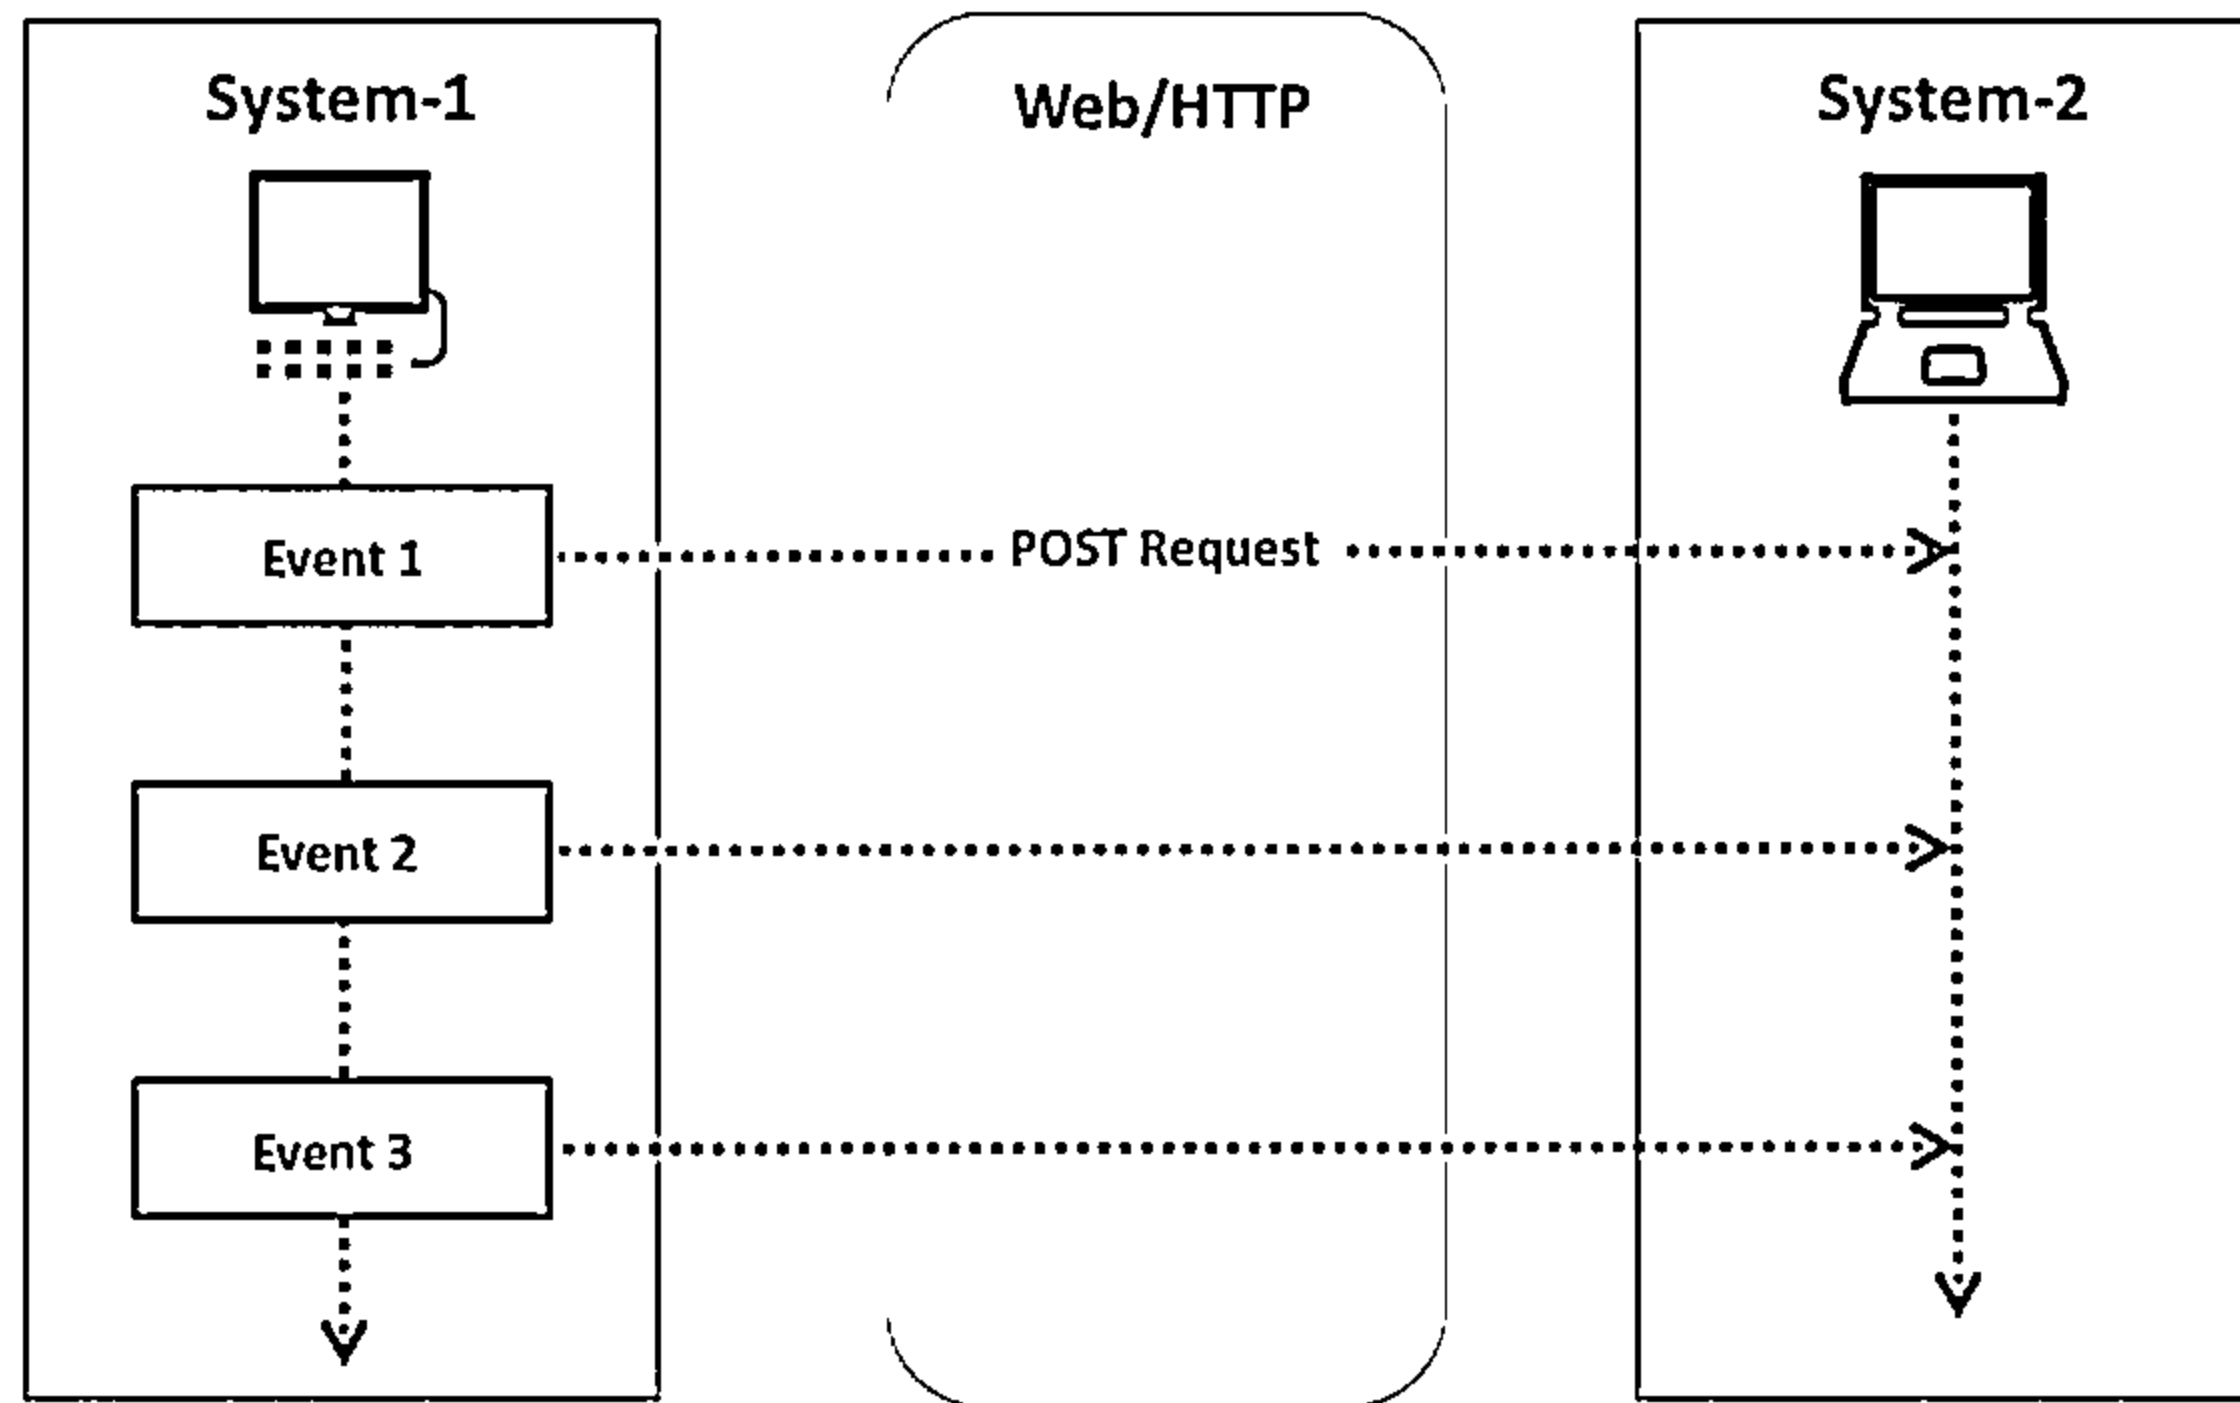 System-1
Web/HTTP
System-2
Event 1
POST Request
Event 2
Event 3